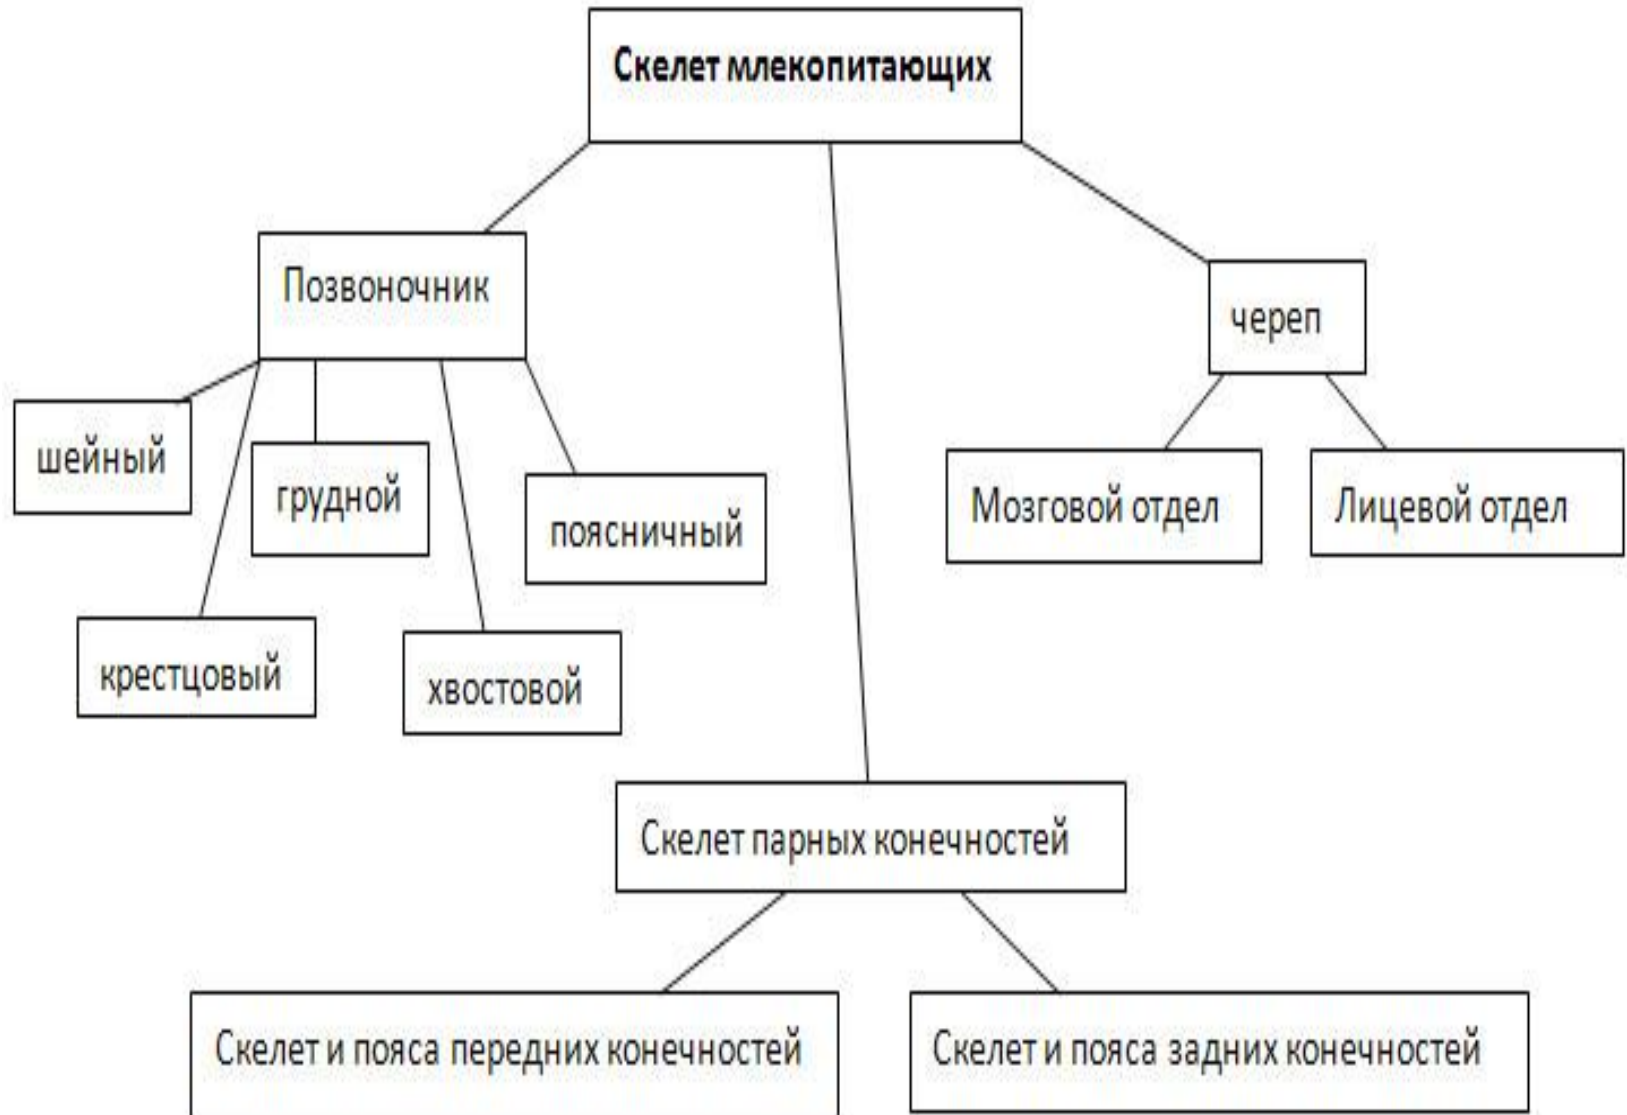 Скелет млекопитающих
Позвоночник
череп
шейный
грудной
поясничный
Мозговой отдел
Лицевой отдел
крестцовый
хвостовой
Скелет парных конечностей
Скелет и пояса передних конечностей
Скелет и пояса задних конечностей